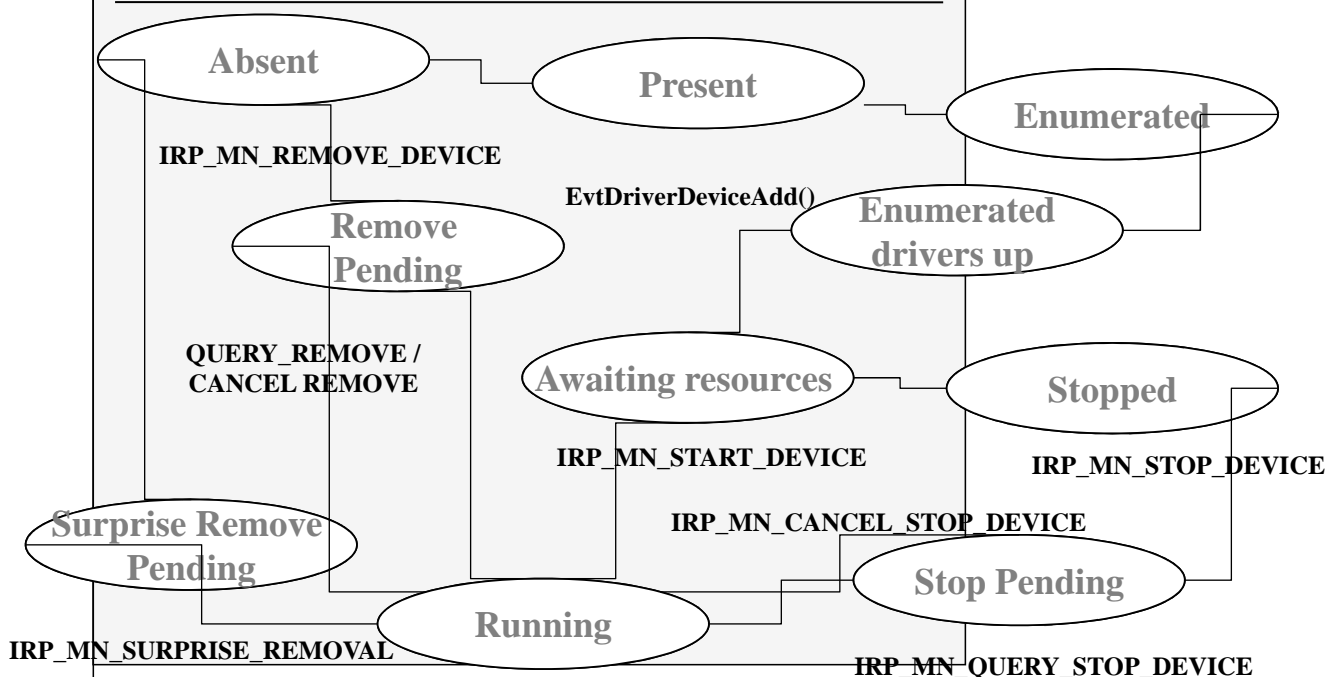 Absent
Present
Enumerated
IRP_MN_REMOVE_DEVICE
EvtDriverDeviceAdd()
Enumerated
drivers up
Remove
Pending
QUERY_REMOVE /
CANCEL REMOVE
Awaiting resources
Stopped
IRP_MN_START_DEVICE
IRP_MN_STOP_DEVICE
Surprise Remove
Pending
IRP_MN_CANCEL_STOP_DEVICE
Stop Pending
Running
IRP_MN_SURPRISE_REMOVAL
IRP_MN_QUERY_STOP_DEVICE